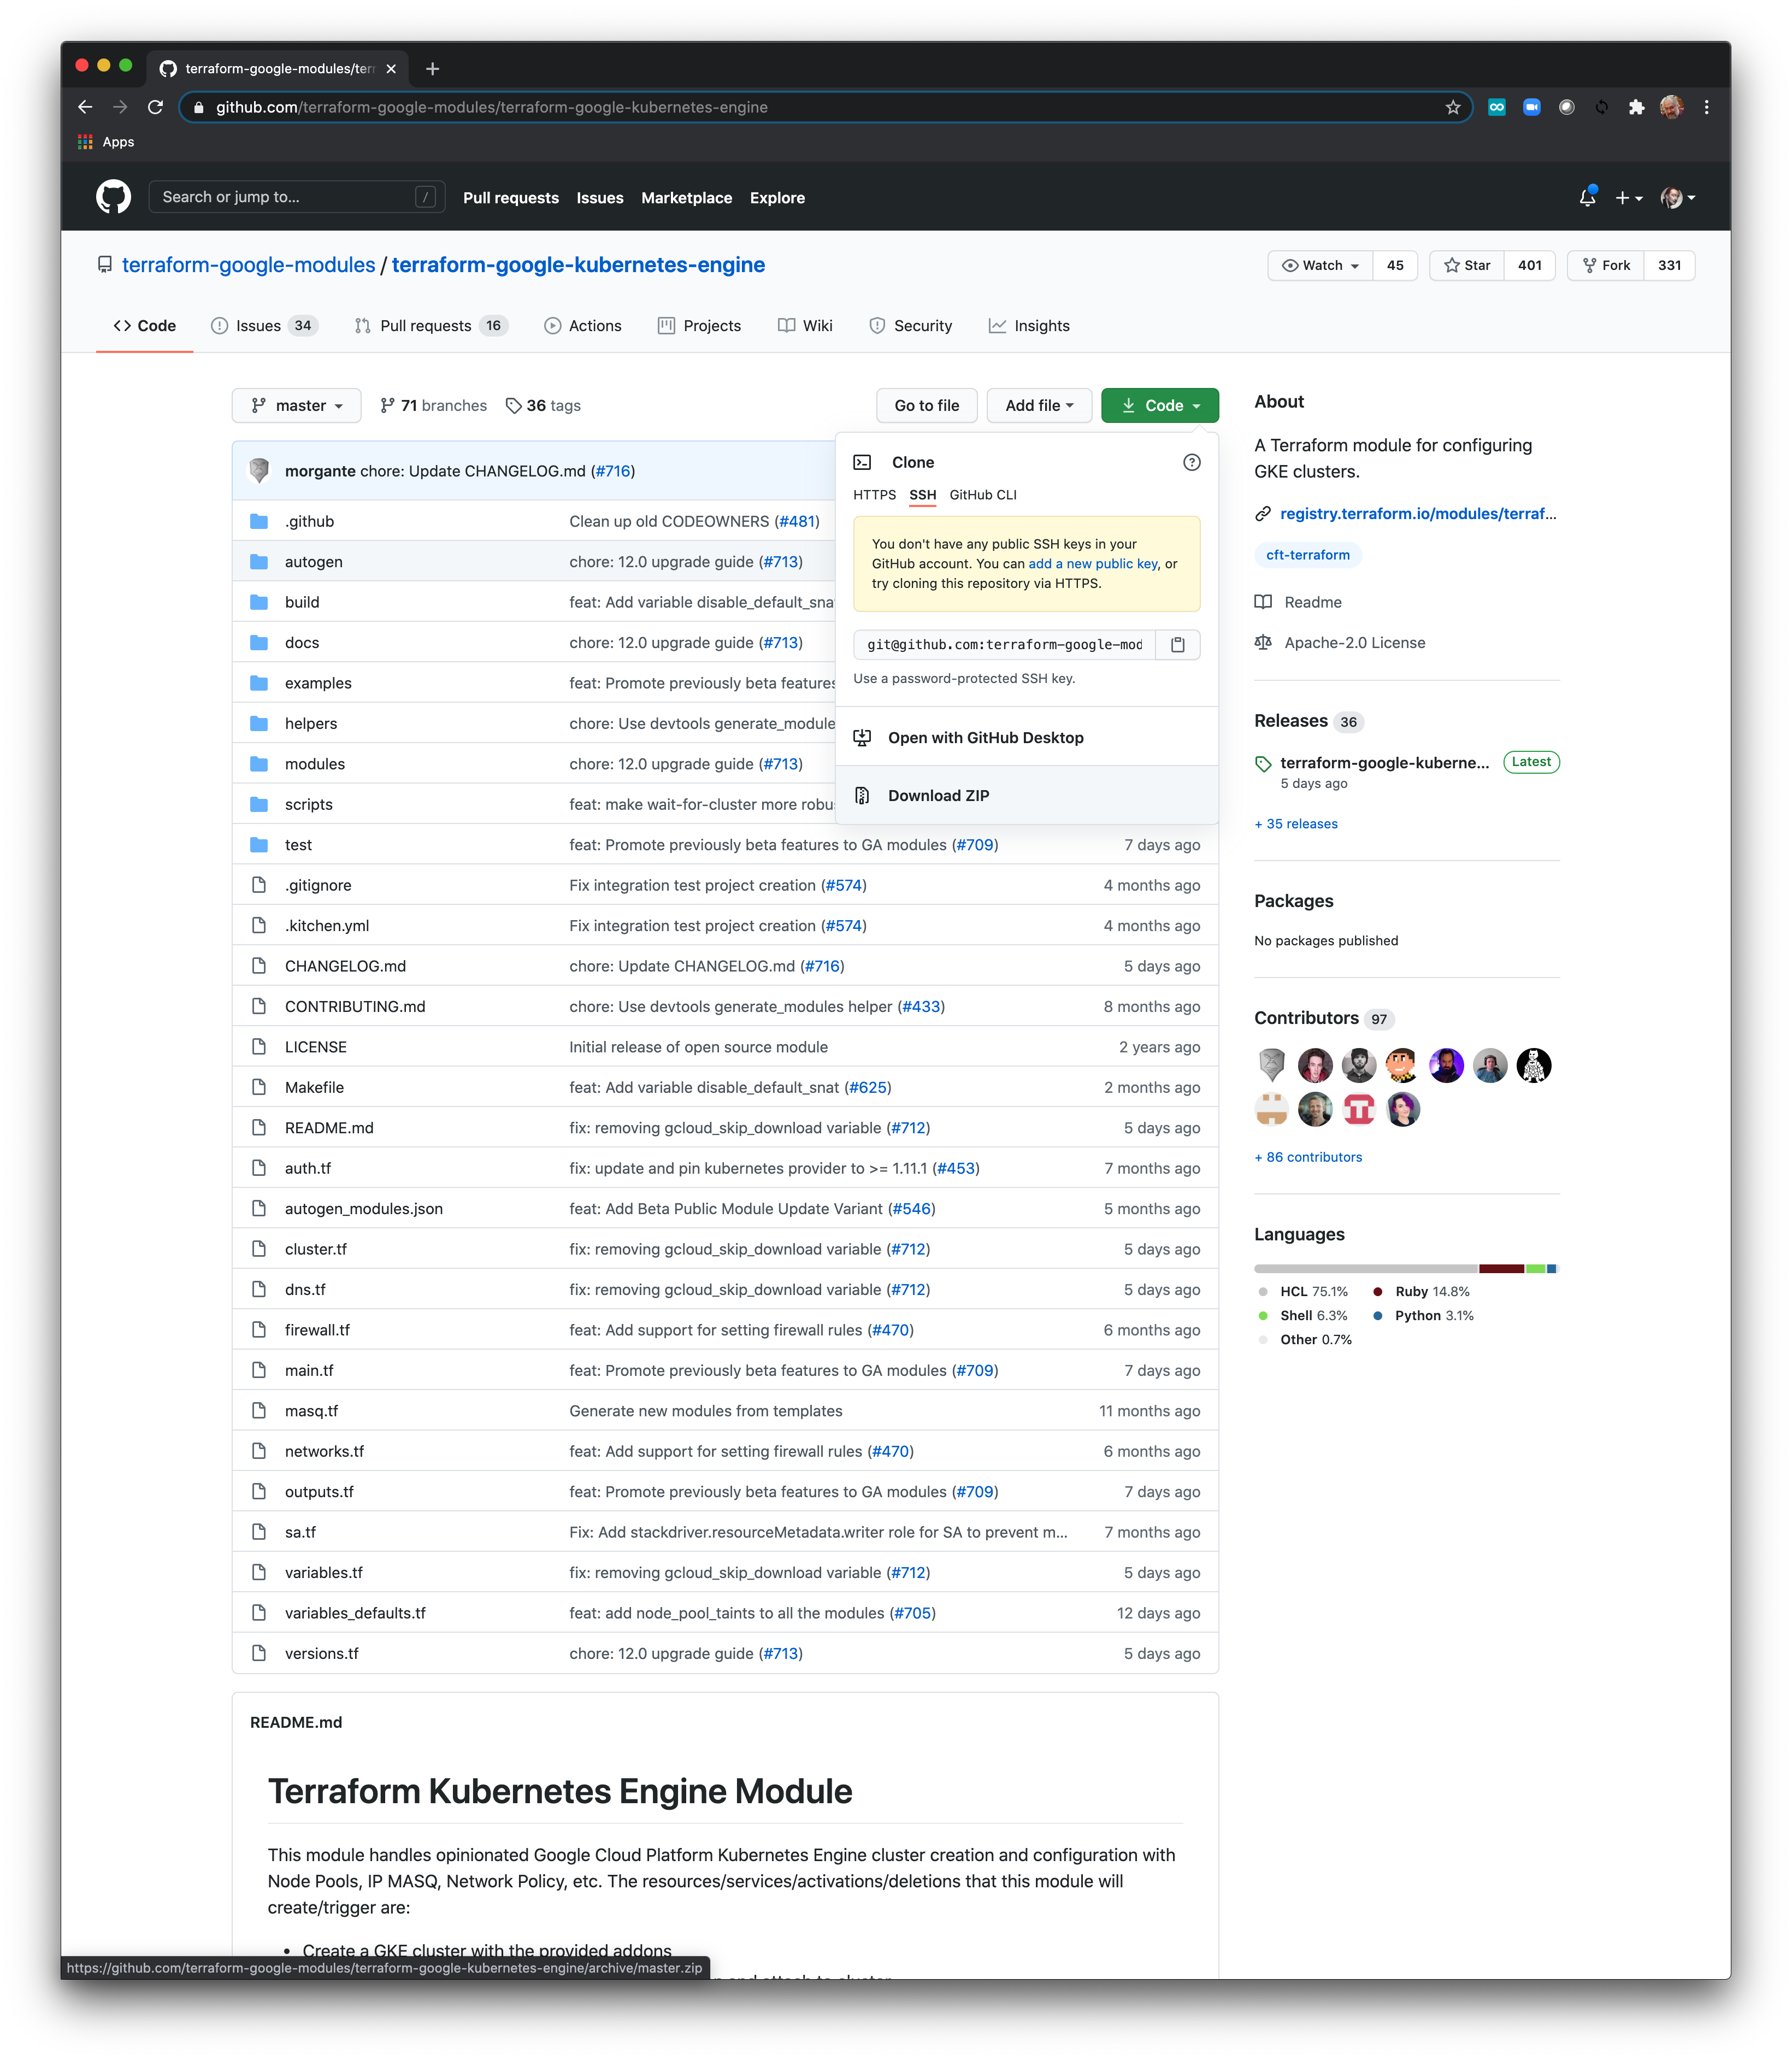 terraform-google-modules/terr
github.com/terraform-google-modules/terraform-google-kubernetes-engine
Apps
Search or jump to... /
Pull requests Issues Marketplace Explore
terraform-google-modules / terraform-google-kubernetes-engine
Watch 45 Star 401 Fork 331
Code Issues 34 Pull requests 16 Actions Projects Wiki Security Insights
master 71 branches 36 tags
Go to file Add file Code
morgante chore: Update CHANGELOG.md (#716)
.github Clean up old CODEOWNERS (#481)
autogen chore: 12.0 upgrade guide (#713)
build feat: Add variable disable_default_sna
docs chore: 12.0 upgrade guide (#713)
examples feat: Promote previously beta features
helpers chore: Use devtools generate_module
modules chore: 12.0 upgrade guide (#713)
scripts feat: make wait-for-cluster more robu
test feat: Promote previously beta features to GA modules (#709) 7 days ago
.gitignore Fix integration test project creation (#574) 4 months ago
.kitchen.yml Fix integration test project creation (#574) 4 months ago
CHANGELOG.md chore: Update CHANGELOG.md (#716) 5 days ago
CONTRIBUTING.md chore: Use devtools generate_modules helper (#433) 8 months ago
LICENSE Initial release of open source module 2 years ago
Makefile feat: Add variable disable_default_snat (#625) 2 months ago
README.md fix: removing gcloud_skip_download variable (#712) 5 days ago
auth.tf fix: update and pin kubernetes provider to >= 1.11.1 (#453) 7 months ago
autogen_modules.json feat: Add Beta Public Module Update Variant (#546) 5 months ago
cluster.tf fix: removing gcloud_skip_download variable (#712) 5 days ago
dns.tf fix: removing gcloud_skip_download variable (#712) 5 days ago
firewall.tf feat: Add support for setting firewall rules (#470) 6 months ago
main.tf feat: Promote previously beta features to GA modules (#709) 7 days ago
masq.tf Generate new modules from templates 11 months ago
networks.tf feat: Add support for setting firewall rules (#470) 6 months ago
outputs.tf feat: Promote previously beta features to GA modules (#709) 7 days ago
sa.tf Fix: Add stackdriver.resourceMetadata.writer role for SA to prevent m... 7 months ago
variables.tf fix: removing gcloud_skip_download variable (#712) 5 days ago
variables_defaults.tf feat: add node_pool_taints to all the modules (#705) 12 days ago
versions.tf chore: 12.0 upgrade guide (#713) 5 days ago
Clone
HTTPS SSH GitHub CLI
You don't have any public SSH keys in your
GitHub account. You can add a new public key, or
try cloning this repository via HTTPS.
git@github.com:terraform-google-mod
Use a password-protected SSH key.
Open with GitHub Desktop
Download ZIP
About
A Terraform module for configuring
GKE clusters.
registry.terraform.io/modules/terraf...
cft-terraform
Readme
Apache-2.0 License
Releases 36
terraform-google-kuberne... Latest
5 days ago
+ 35 releases
Packages
No packages published
Contributors 97
+ 86 contributors
Languages
HCL 75.1% Ruby 14.8%
Shell 6.3% Python 3.1%
Other 0.7%
README.md
Terraform Kubernetes Engine Module
This module handles opinionated Google Cloud Platform Kubernetes Engine cluster creation and configuration with
Node Pools, IP MASQ, Network Policy, etc. The resources/services/activations/deletions that this module will
create/trigger are:
• Create a GKE cluster with the provided addons
and attach to cluster
https://github.com/terraform-google-modules/terraform-google-kubernetes-engine/archive/master.zip